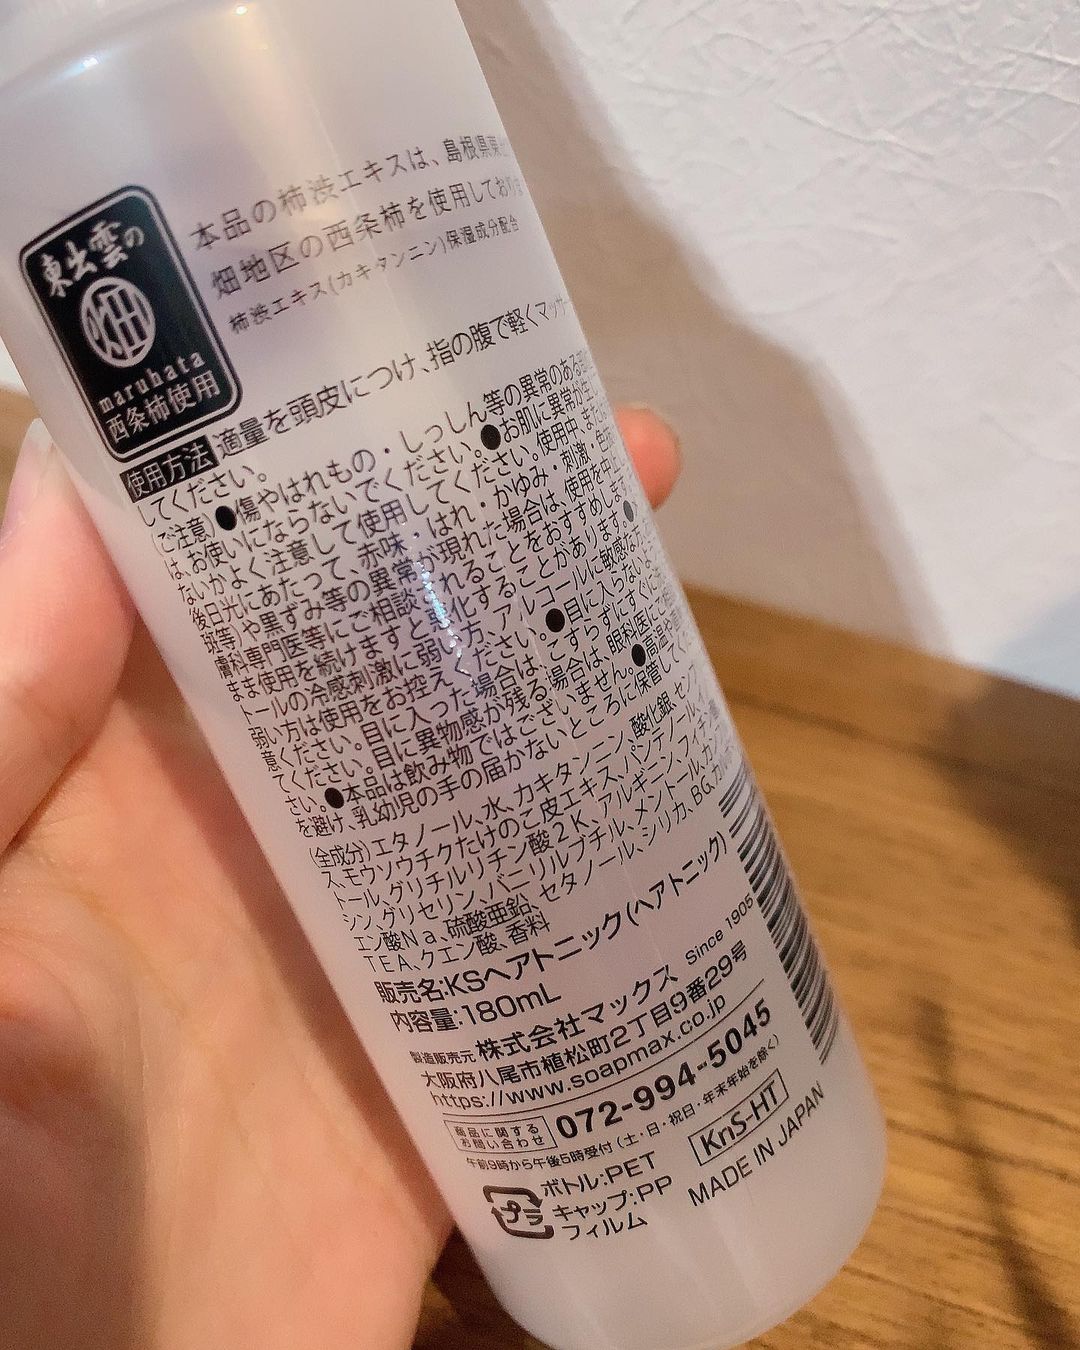 東出雲の
畑
maruhata
西条柿使用
本品の柿渋エキスは、島根県東
畑地区の西条柿を使用しており
柿渋エキス(カキタンニン)保湿成分配合
使用方法 適量を頭皮につけ、指の腹で軽くマッサー
してください。
ご注意)●傷やはれもの・しっしん等の異常のある
は、お使いにならないでください。●お肌に異常が生
ないかよく注意して使用してください。使用中、また
後日光にあたって、赤味・はれ・かゆみ・刺激、色
斑等)や黒ずみ等の異常が現れた場合は、使用を中止
膚科専門医等にご相談されることをおすすめします
まま使用を続けますと悪化することがあります。●
トールの冷感刺激に弱い方、アルコールに敏感な
弱い方は使用をお控えください。●目に入らないよ
意ください。目に入った場合は、こすらずにすぐに
てください。目に異物感が残る場合は、眼科医にご
さい。●本品は飲み物ではございません。●高温や
を避け、乳幼児の手の届かないところに保管して
(全成分)エタノール、水、カキタンニン、酸化銀、センブ
ス、モウソウチクたけのこ皮エキス、パンテノール、イ
トール、グリチルリチン酸2K、アルギニン、フィチン
シン、グリセリン、バニリルブチル、メントール、カ
エン酸Na、硫酸亜鉛、セタノール、シリカ、BG、カル
TEA、クエン酸、香料
販売名:KSヘアトニック(ヘアトニック)
内容量:180mL
製造販売元 株式会社マックス Since 1905
大阪府八尾市植松町2丁目9番29号
https://www.soapmax.co.jp
商品に関するお問い合わせ 072-994-5045
午前9時から午後5時受付(土・日・祝日・年末年始を除く)
プラ
ボトル:PET
キャップ:PP
フィルム
KnS-HT
MADE IN JAPAN